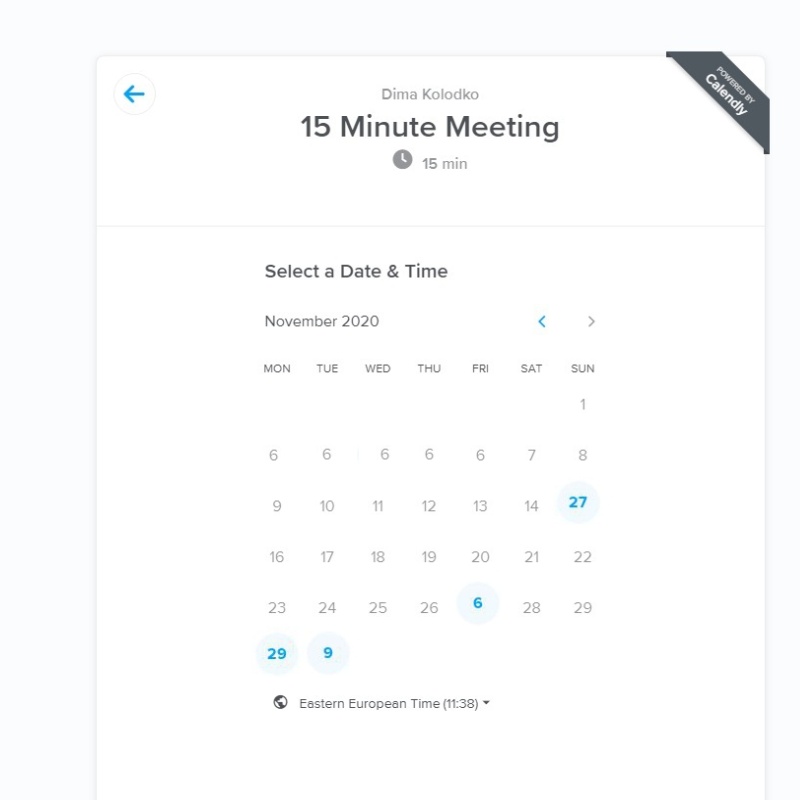 POWERED BY
Calendly
Dima Kolodko
15 Minute Meeting
15 min
Select a Date & Time
November 2020
MON TUE WED THU FRI SAT SUN
1
6 6 6 6 6 7 8
9 10 11 12 13 14 27
16 17 18 19 20 21 22
23 24 25 26 6 28 29
29 9
Eastern European Time (11:38)